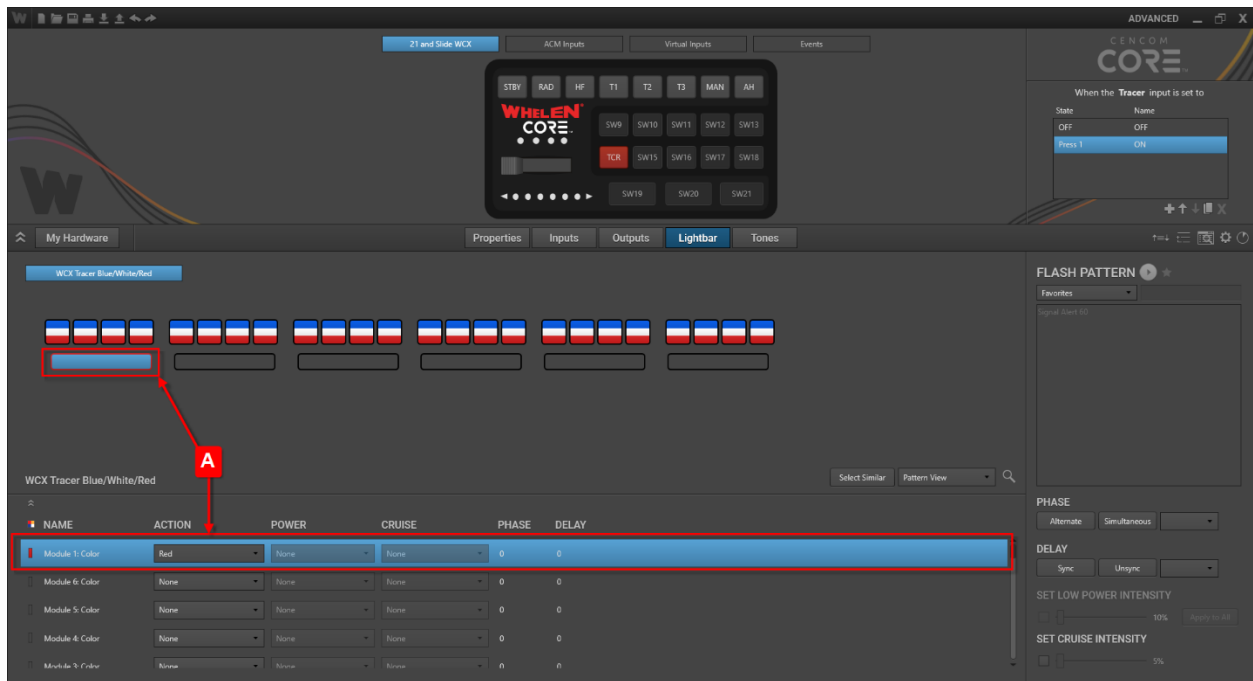 ADVANCED
21 and Slide WCX ACM Inputs Virtual Inputs Events
CENCOM
CORE
STBY RAD HF T1 T2 T3 MAN AH
WHELEN
CORE
SW9 SW10 SW11 SW12 SW13
TCR SW15 SW16 SW17 SW18
SW19 SW20 SW21
When the Tracer input is set to
State Name
OFF OFF
Press 1 ON
My Hardware Properties Inputs Outputs Lightbar Tones
WCX Tracer Blue/White/Red
FLASH PATTERN
Favorites
Signal Alert 60
A
WCX Tracer Blue/White/Red Select Similar Pattern View
NAME ACTION POWER CRUISE PHASE DELAY
Module 1: Color Red None None 0 0
Module 6: Color None None None 0 0
Module 5: Color None None None 0 0
Module 4: Color None None None 0 0
Module 3: Color None None None 0 0
PHASE
Alternate Simultaneous
DELAY
Sync Unsync
SET LOW POWER INTENSITY
10% Apply to All
SET CRUISE INTENSITY
5%